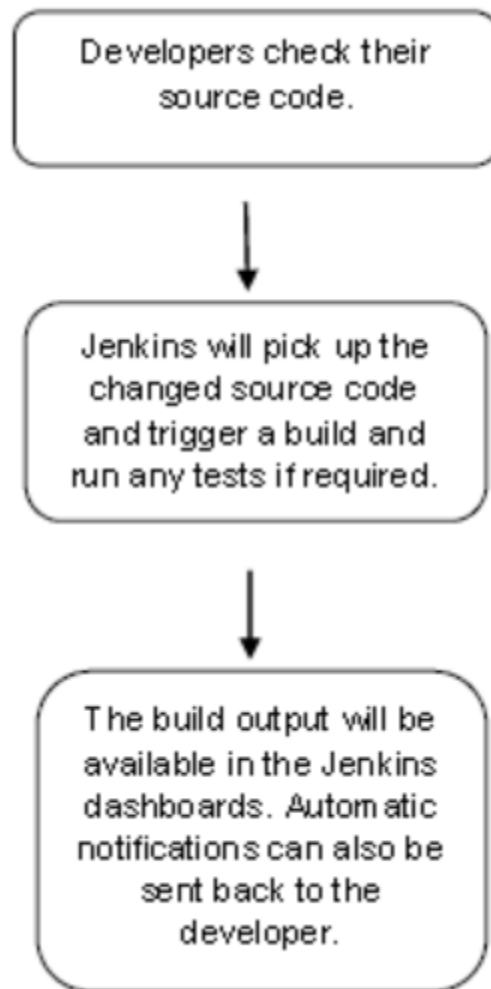 Developers check their
source code.
Jenkins will pick up the
changed source code
and trigger a build and
run any tests if required.
The build output will be
available in the Jenkins
dashboards. Automatic
notifications can also be
sent back to the
developer.